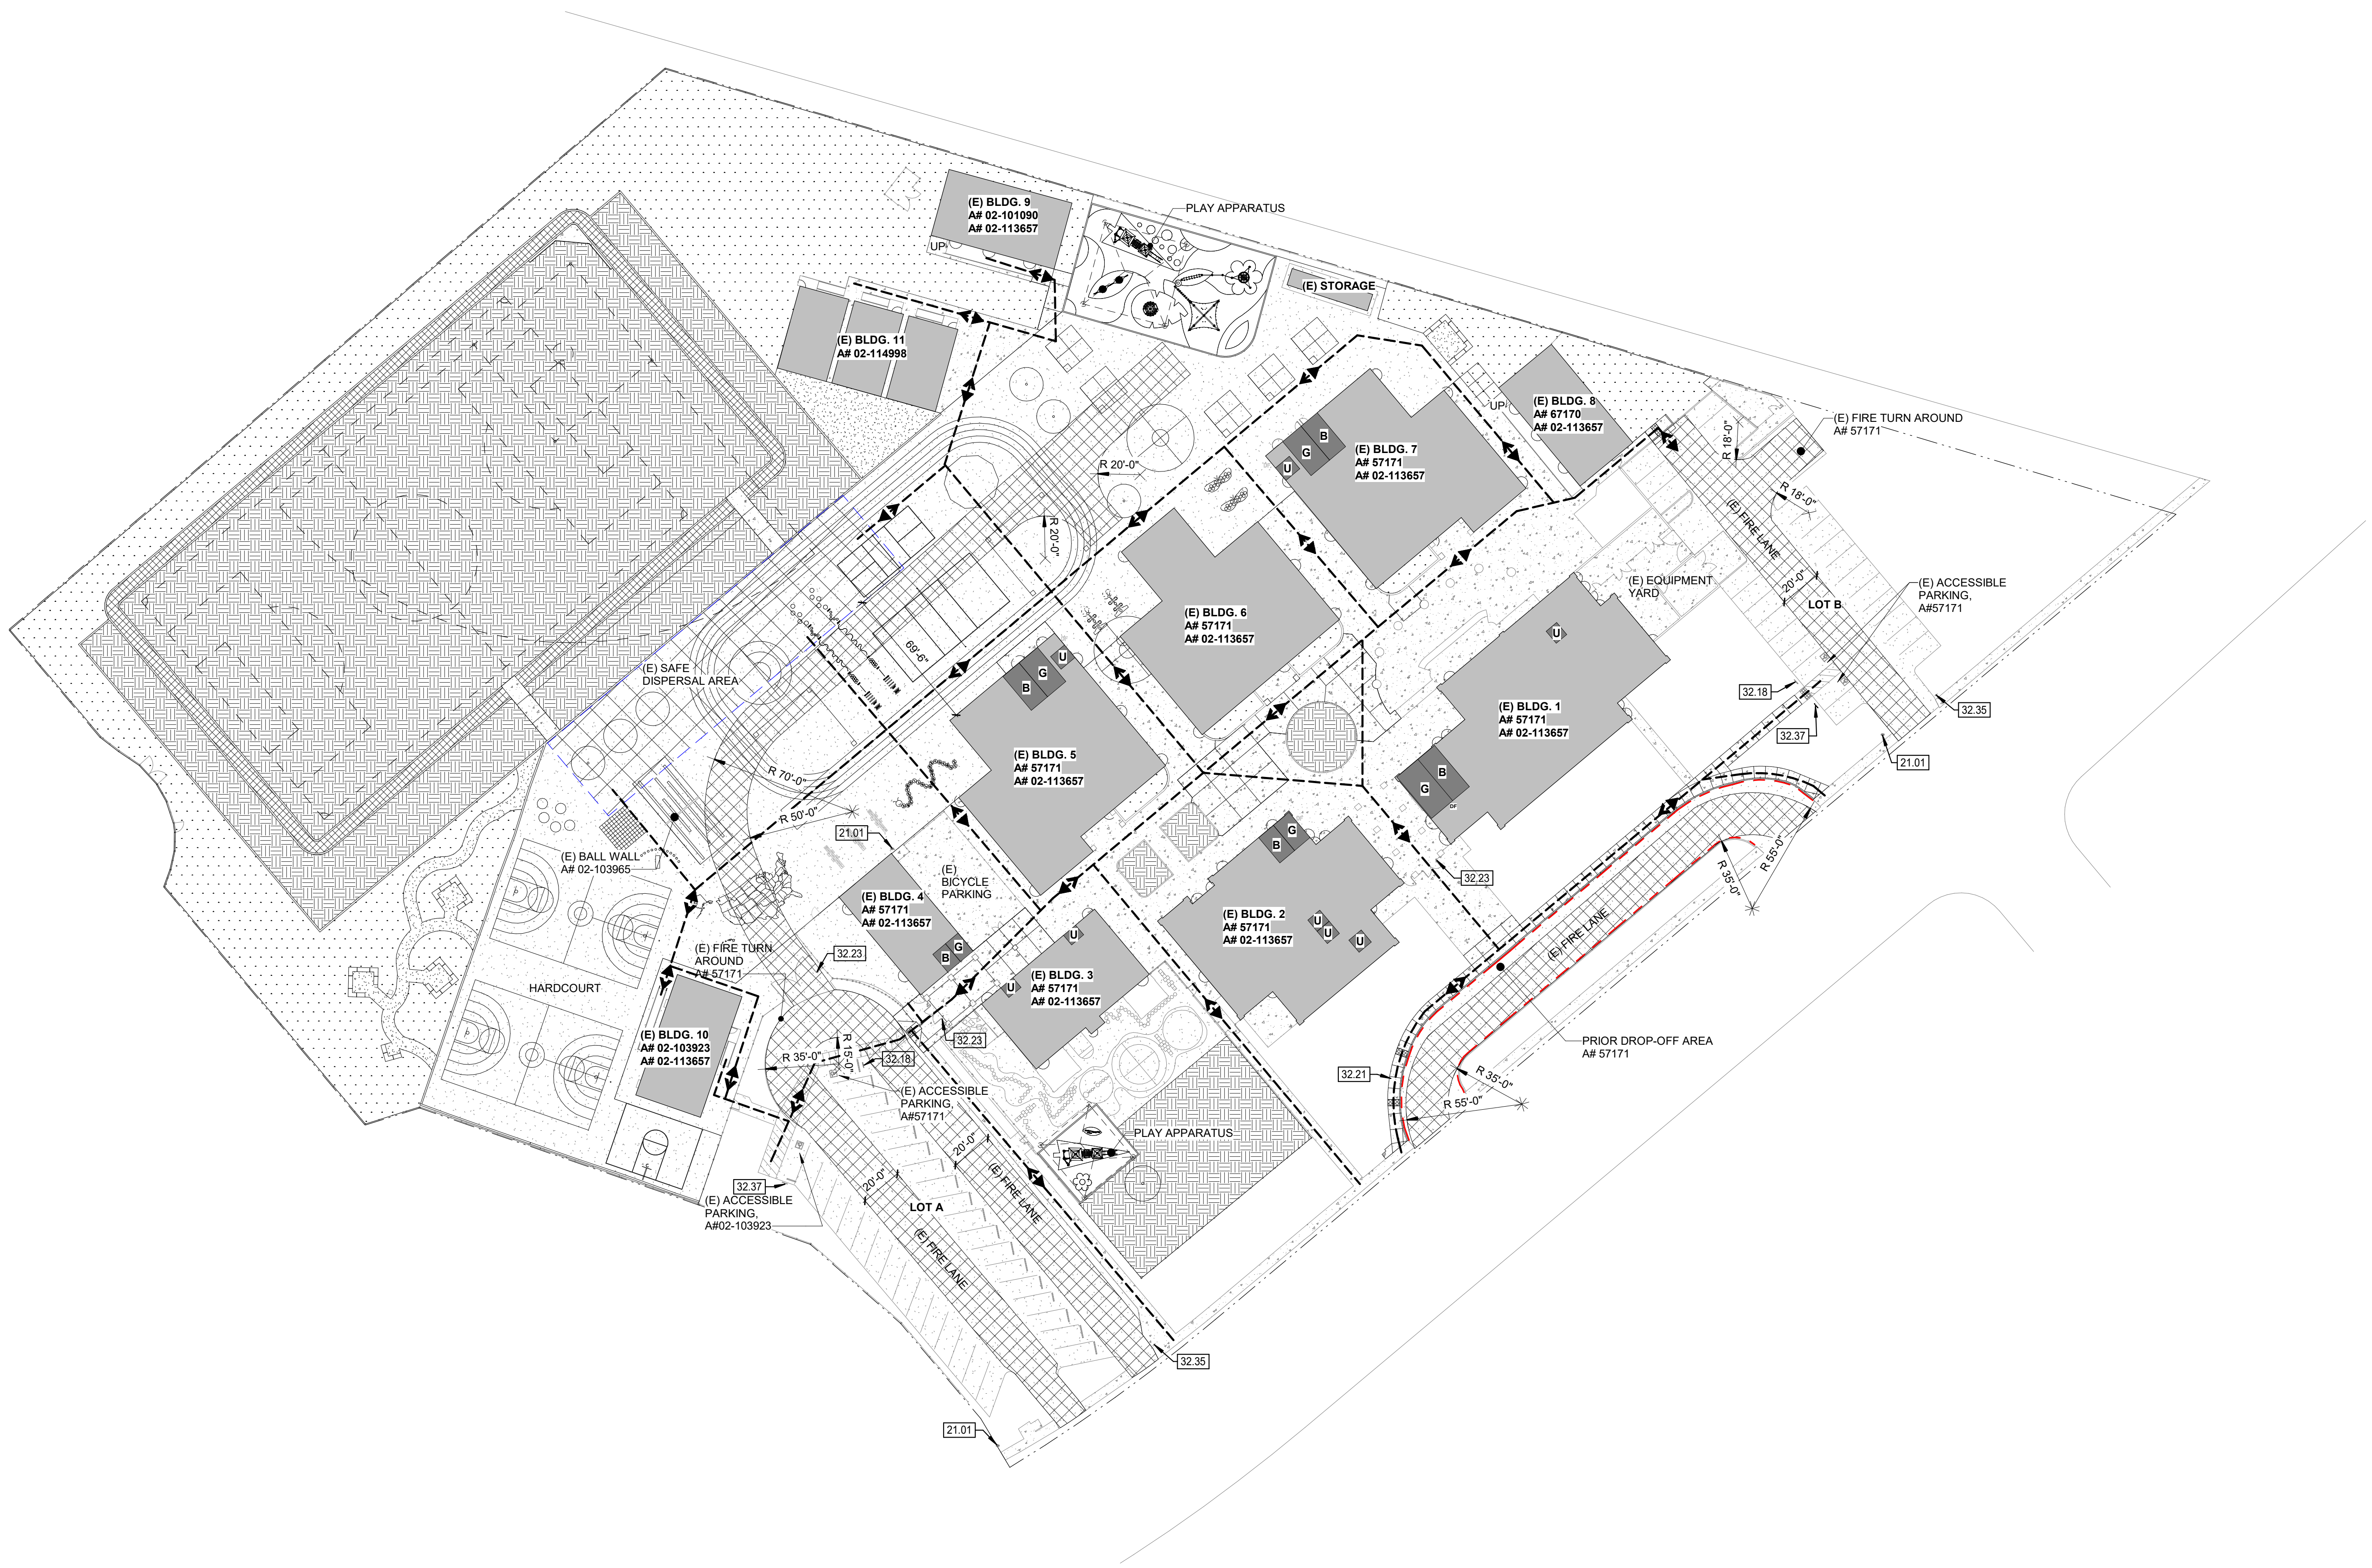 (E) BLDG. 9
A# 02-101090
A# 02-113657
UP
PLAY APPARATUS
(E) STORAGE
(E) BLDG. 11
A# 02-114998
(E) BLDG. 8
A# 67170
A# 02-113657
UP
(E) FIRE TURN AROUND
A# 57171
R 18'-0"
R 18'-0"
(E) FIRE LANE
20'-0"
LOT B
(E) ACCESSIBLE
PARKING,
A#57171
(E) BLDG. 7
A# 57171
A# 02-113657
B
G
U
R 20'-0"
R 20'-0"
(E) EQUIPMENT
YARD
(E) BLDG. 6
A# 57171
A# 02-113657
69'-6"
(E) SAFE
DISPERSAL AREA
U
G
B
U
(E) BLDG. 1
A# 57171
A# 02-113657
B
G
DF
32.18
32.37
32.35
21.01
(E) BLDG. 5
A# 57171
A# 02-113657
R 70'-0"
R 50'-0"
21.01
(E) BALL WALL
A# 02-103965
(E)
BICYCLE
PARKING
(E) BLDG. 4
A# 57171
A# 02-113657
G
B
G
B
(E) BLDG. 2
A# 57171
A# 02-113657
U
U
U
32.23
R 35'-0"
R 55'-0"
(E) FIRE LANE
(E) FIRE TURN
AROUND
A# 57171
32.23
(E) BLDG. 3
A# 57171
A# 02-113657
U
U
HARDCOURT
(E) BLDG. 10
A# 02-103923
A# 02-113657
R 35'-0"
R 15'-0"
32.18
32.23
PRIOR DROP-OFF AREA
A# 57171
32.21
R 35'-0"
R 55'-0"
(E) ACCESSIBLE
PARKING,
A#57171
PLAY APPARATUS
20'-0"
20'-0"
(E) FIRE LANE
32.37
(E) ACCESSIBLE
PARKING,
A#02-103923
LOT A
(E) FIRE LANE
32.35
21.01